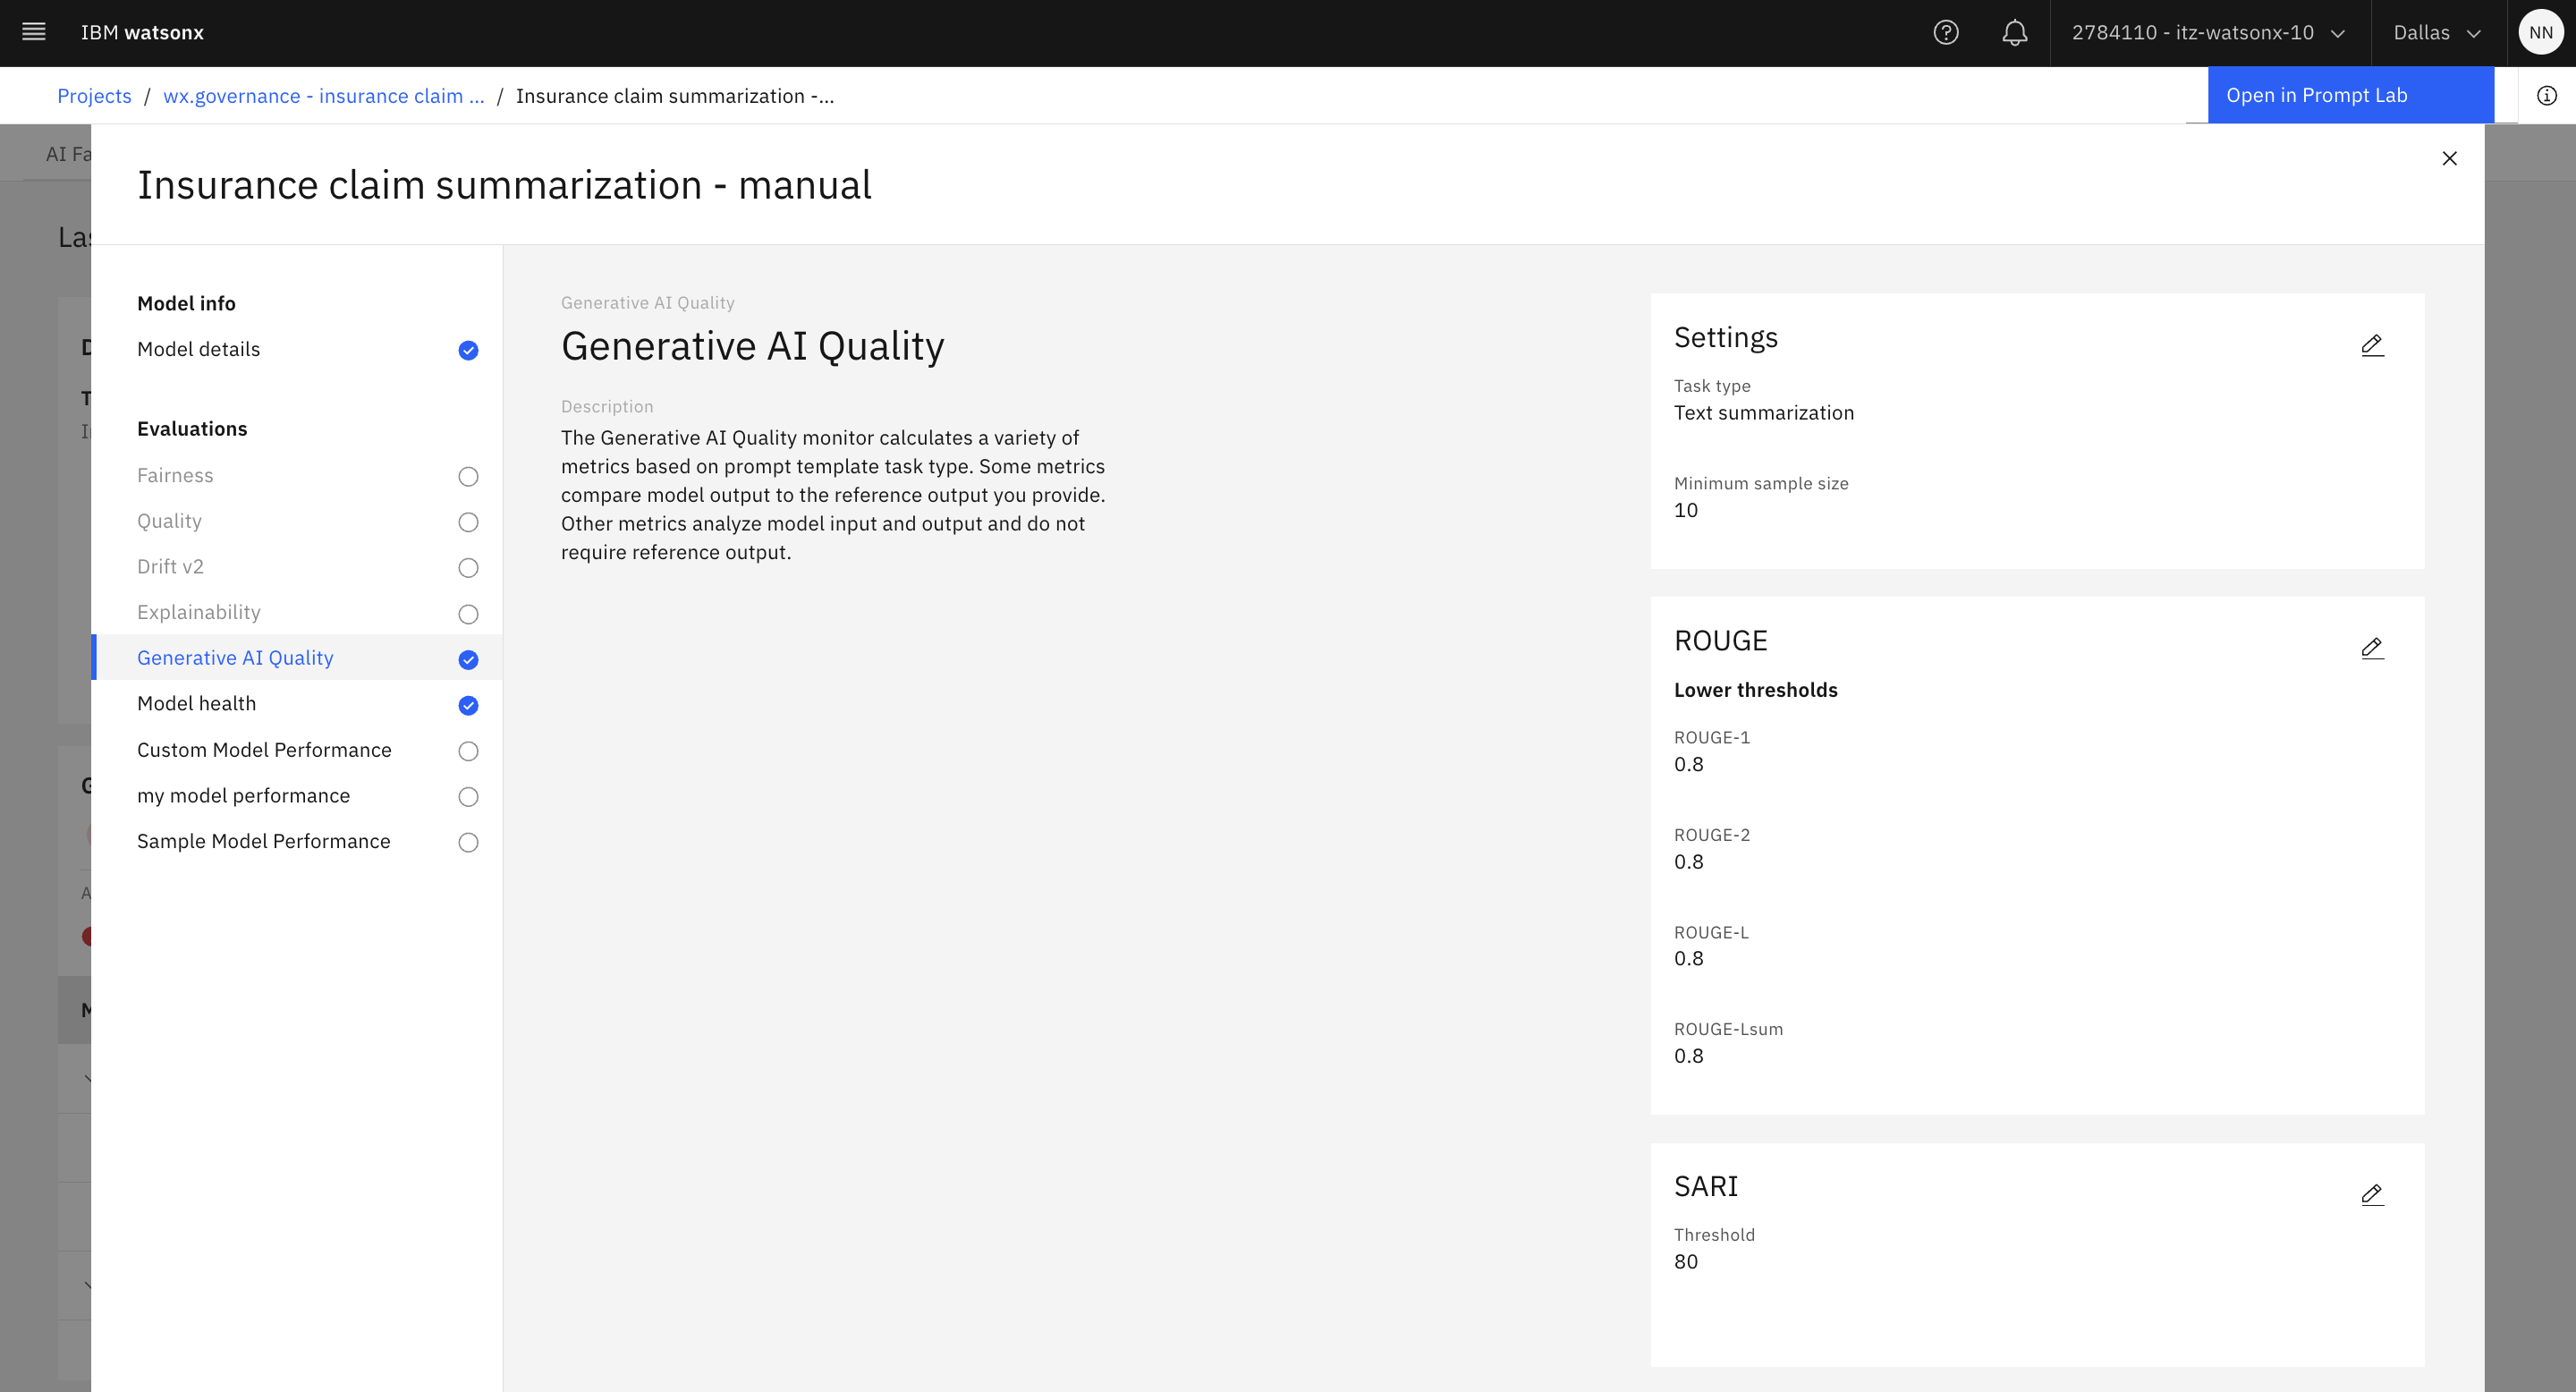 IBM watsonx
2784110 - itz-watsonx-10
Dallas
NN
Projects / wx.governance - insurance claim ... / Insurance claim summarization -...
Open in Prompt Lab
AI Fa
Las
Insurance claim summarization - manual
Model info
Model details
Evaluations
Fairness
Quality
Drift v2
Explainability
Generative AI Quality
Model health
Custom Model Performance
my model performance
Sample Model Performance
Generative AI Quality
Generative AI Quality
Description
The Generative AI Quality monitor calculates a variety of
metrics based on prompt template task type. Some metrics
compare model output to the reference output you provide.
Other metrics analyze model input and output and do not
require reference output.
Settings
Task type
Text summarization
Minimum sample size
10
ROUGE
Lower thresholds
ROUGE-1
0.8
ROUGE-2
0.8
ROUGE-L
0.8
ROUGE-Lsum
0.8
SARI
Threshold
80